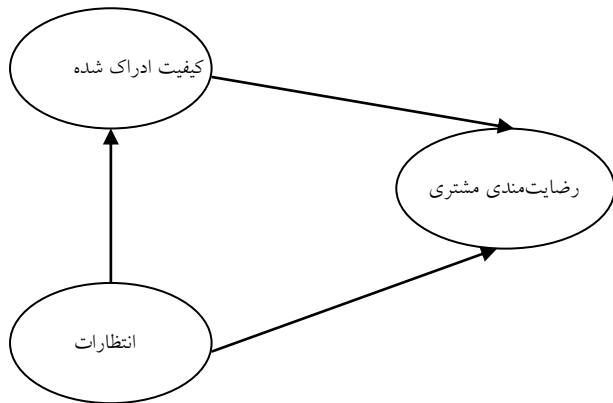 کیفیت ادراک شده
رضایت‌مندی مشتری
انتظارات